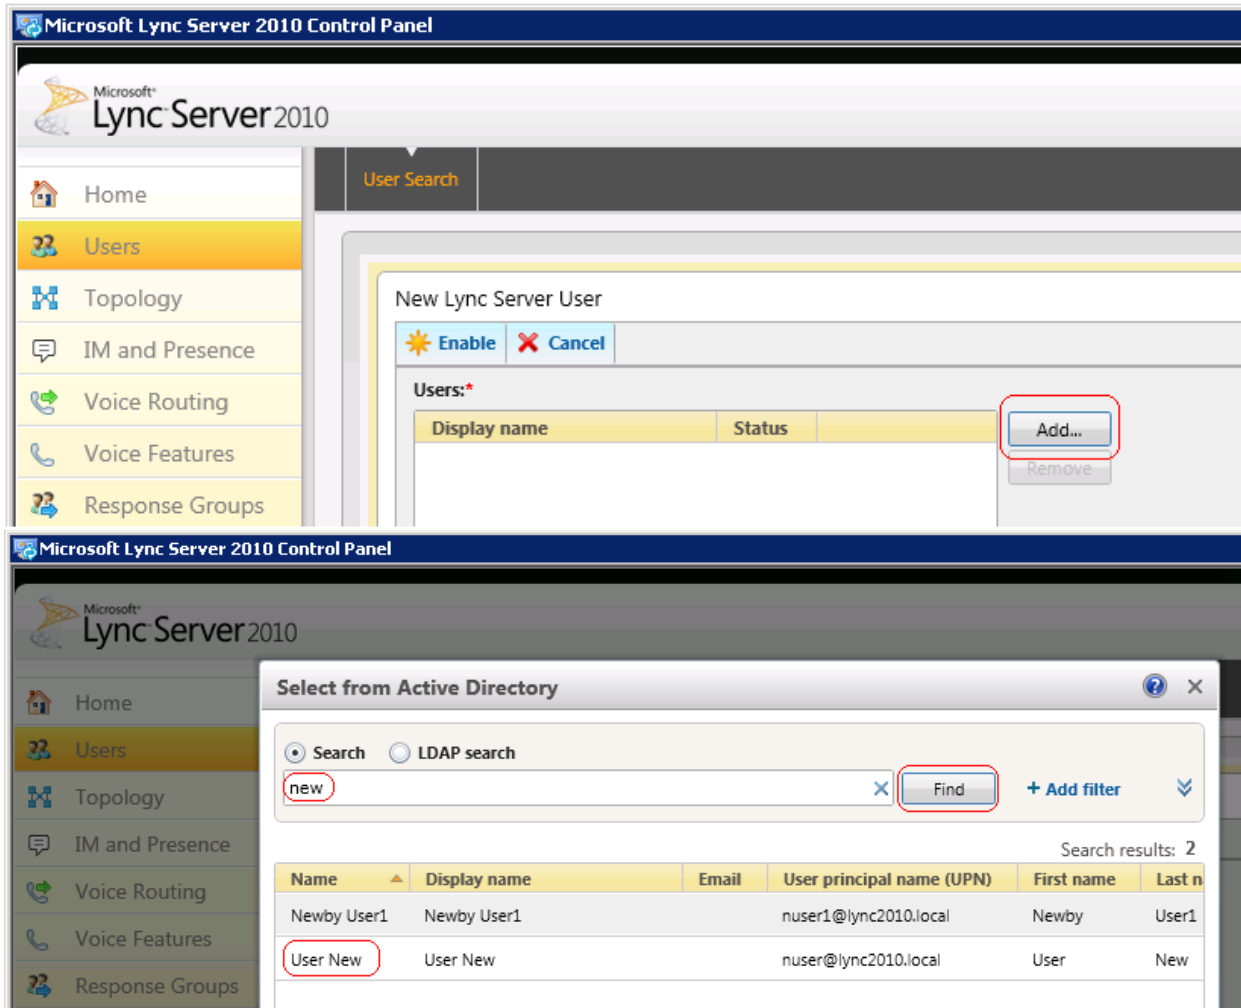 Microsoft Lync Server 2010 Control Panel
Microsoft®
Lync™ Server 2010
User Search
Home
Users
Topology
IM and Presence
Voice Routing
Voice Features
Response Groups
New Lync Server User
Enable Cancel
Users:*
Display name Status
Add...
Remove
Microsoft Lync Server 2010 Control Panel
Microsoft®
Lync™ Server 2010
Home
Users
Topology
IM and Presence
Voice Routing
Voice Features
Response Groups
Select from Active Directory
Search LDAP search
new Find + Add filter
Search results: 2
Name Display name Email User principal name (UPN) First name Last n
Newby User1 Newby User1 nuser1@lync2010.local Newby User1
User New User New nuser@lync2010.local User New